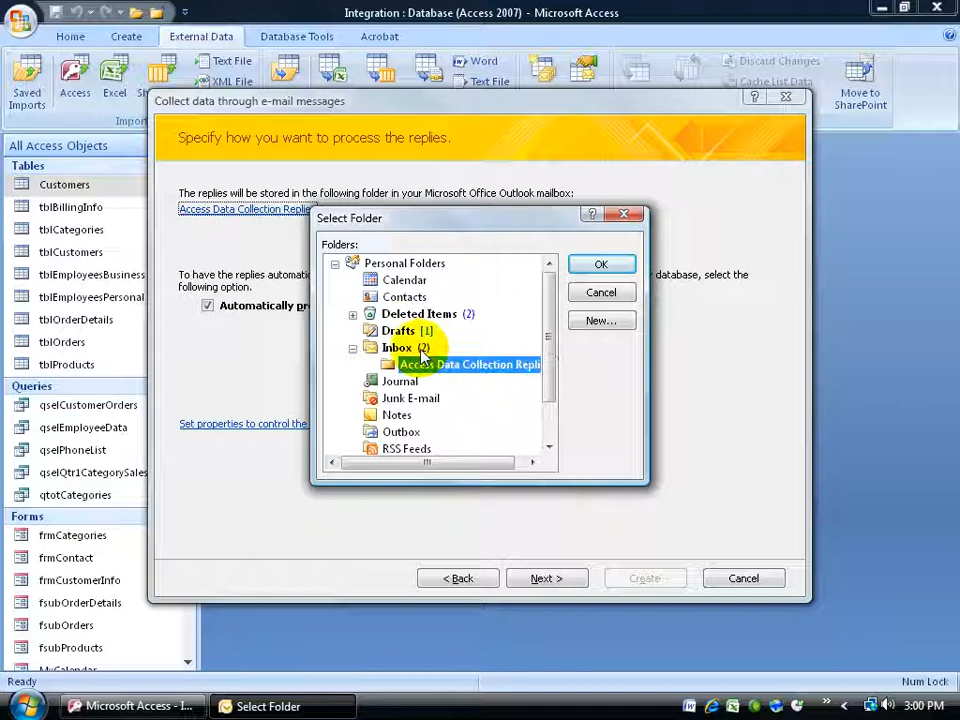 Integration : Database (Access 2007) - Microsoft Access
Home Create External Data Database Tools Acrobat
Saved Imports
Access
Excel
Text File
XML File
Impor
Word
Text File
Discard Changes
Cache List Data
Move to SharePoint
Collect data through e-mail messages
Specify how you want to process the replies.
The replies will be stored in the following folder in your Microsoft Office Outlook mailbox:
Access Data Collection Replie
To have the replies automa
database, select the
following option.
Automatically pr
Set properties to control the
Select Folder
Folders:
Personal Folders
Calendar
Contacts
Deleted Items (2)
Drafts [1]
Inbox (2)
Access Data Collection Repli
Journal
Junk E-mail
Notes
Outbox
RSS Feeds
OK
Cancel
New...
< Back Next > Create Cancel
All Access Objects
Tables
Customers
tblBillingInfo
tblCategories
tblCustomers
tblEmployeesBusiness
tblEmployeesPersonal
tblOrderDetails
tblOrders
tblProducts
Queries
qselCustomerOrders
qselEmployeeData
qselPhoneList
qselQtr1CategorySales
qtotCategories
Forms
frmCategories
frmContact
frmCustomerInfo
fsubOrderDetails
fsubOrders
fsubProducts
MyCalendar
Ready
Num Lock
Microsoft Access - I...
Select Folder
3:00 PM